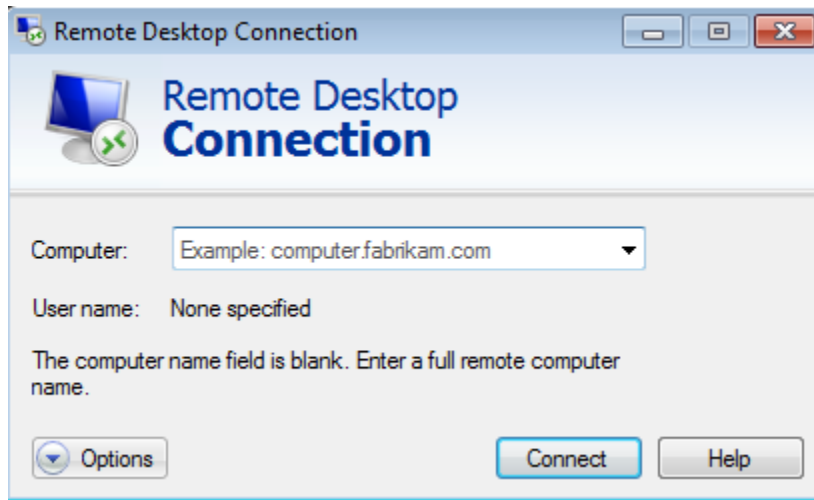 Remote Desktop Connection
Remote Desktop
Connection
Computer: Example: computer.fabrikam.com
User name: None specified
The computer name field is blank. Enter a full remote computer
name.
Options Connect Help